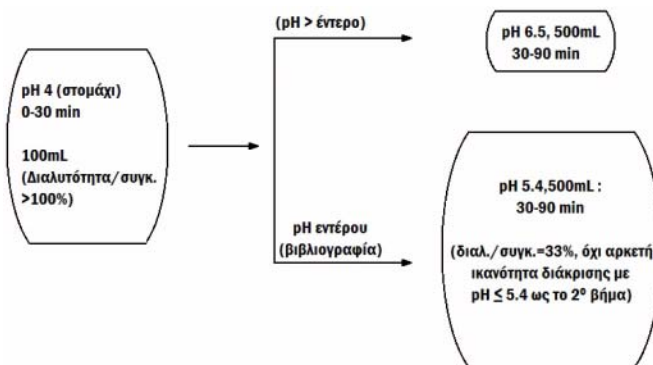 pH 4 (στομάχι)
0-30 min
100mL
(Διαλυτότητα/συγκ.
>100%)
(pH > έντερο)
pH 6.5, 500mL
30-90 min
pH εντέρου
(βιβλιογραφία)
pH 5.4,500mL :
30-90 min
(διαλ./συγκ.=33%, όχι αρκετή
ικανότητα διάκρισης με
pH ≤ 5.4 ως το 2º βήμα)